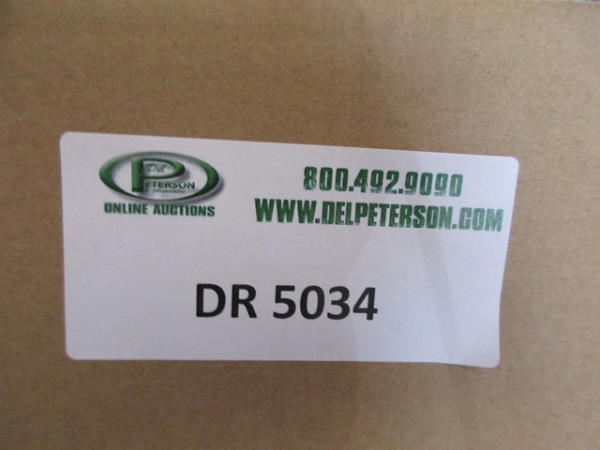 Del
PETERSON
ONLINE AUCTIONS
800.492.9090
WWW.DELPETERSON.COM
DR 5034